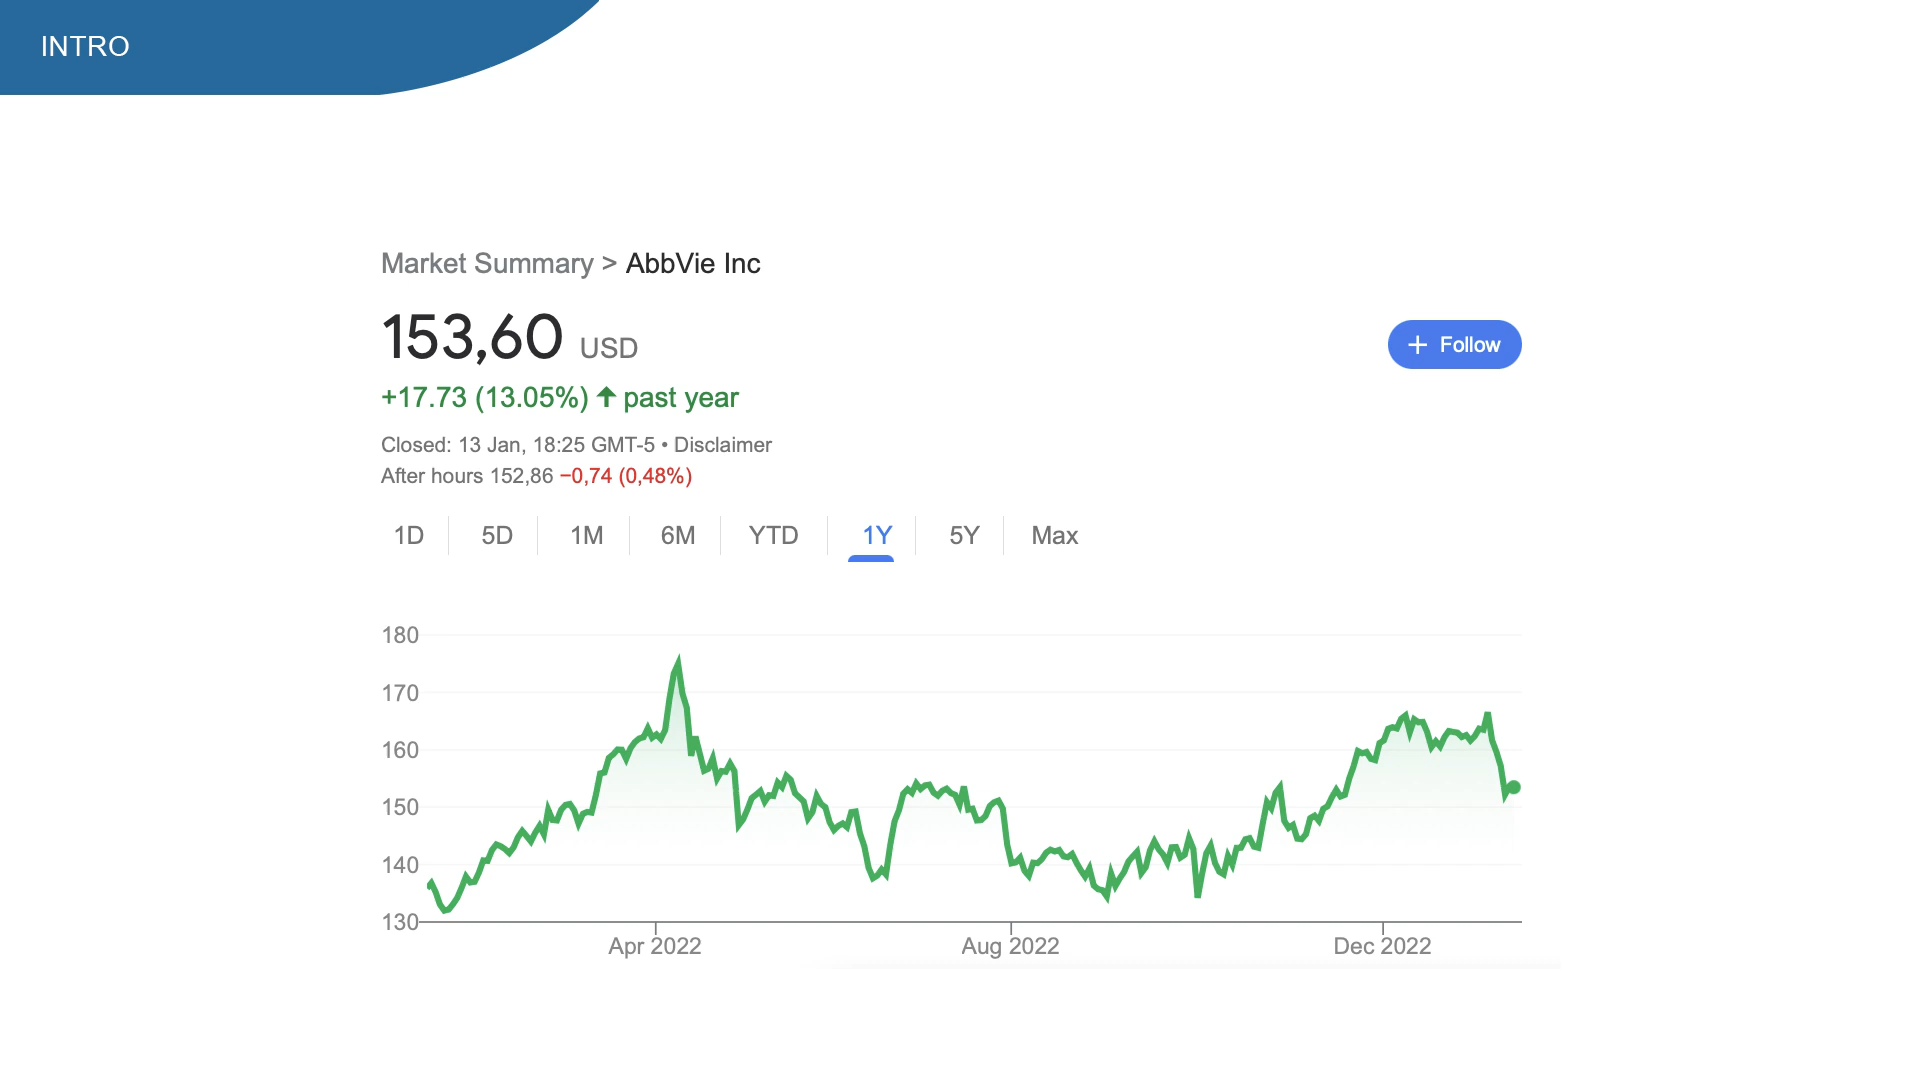 INTRO
Market Summary > AbbVie Inc
153,60 USD
+ Follow
+17.73 (13.05%) ↑ past year
Closed: 13 Jan, 18:25 GMT-5 • Disclaimer
After hours 152,86 −0,74 (0,48%)
1D 5D 1M 6M YTD 1Y 5Y Max
180
170
160
150
140
130
Apr 2022 Aug 2022 Dec 2022